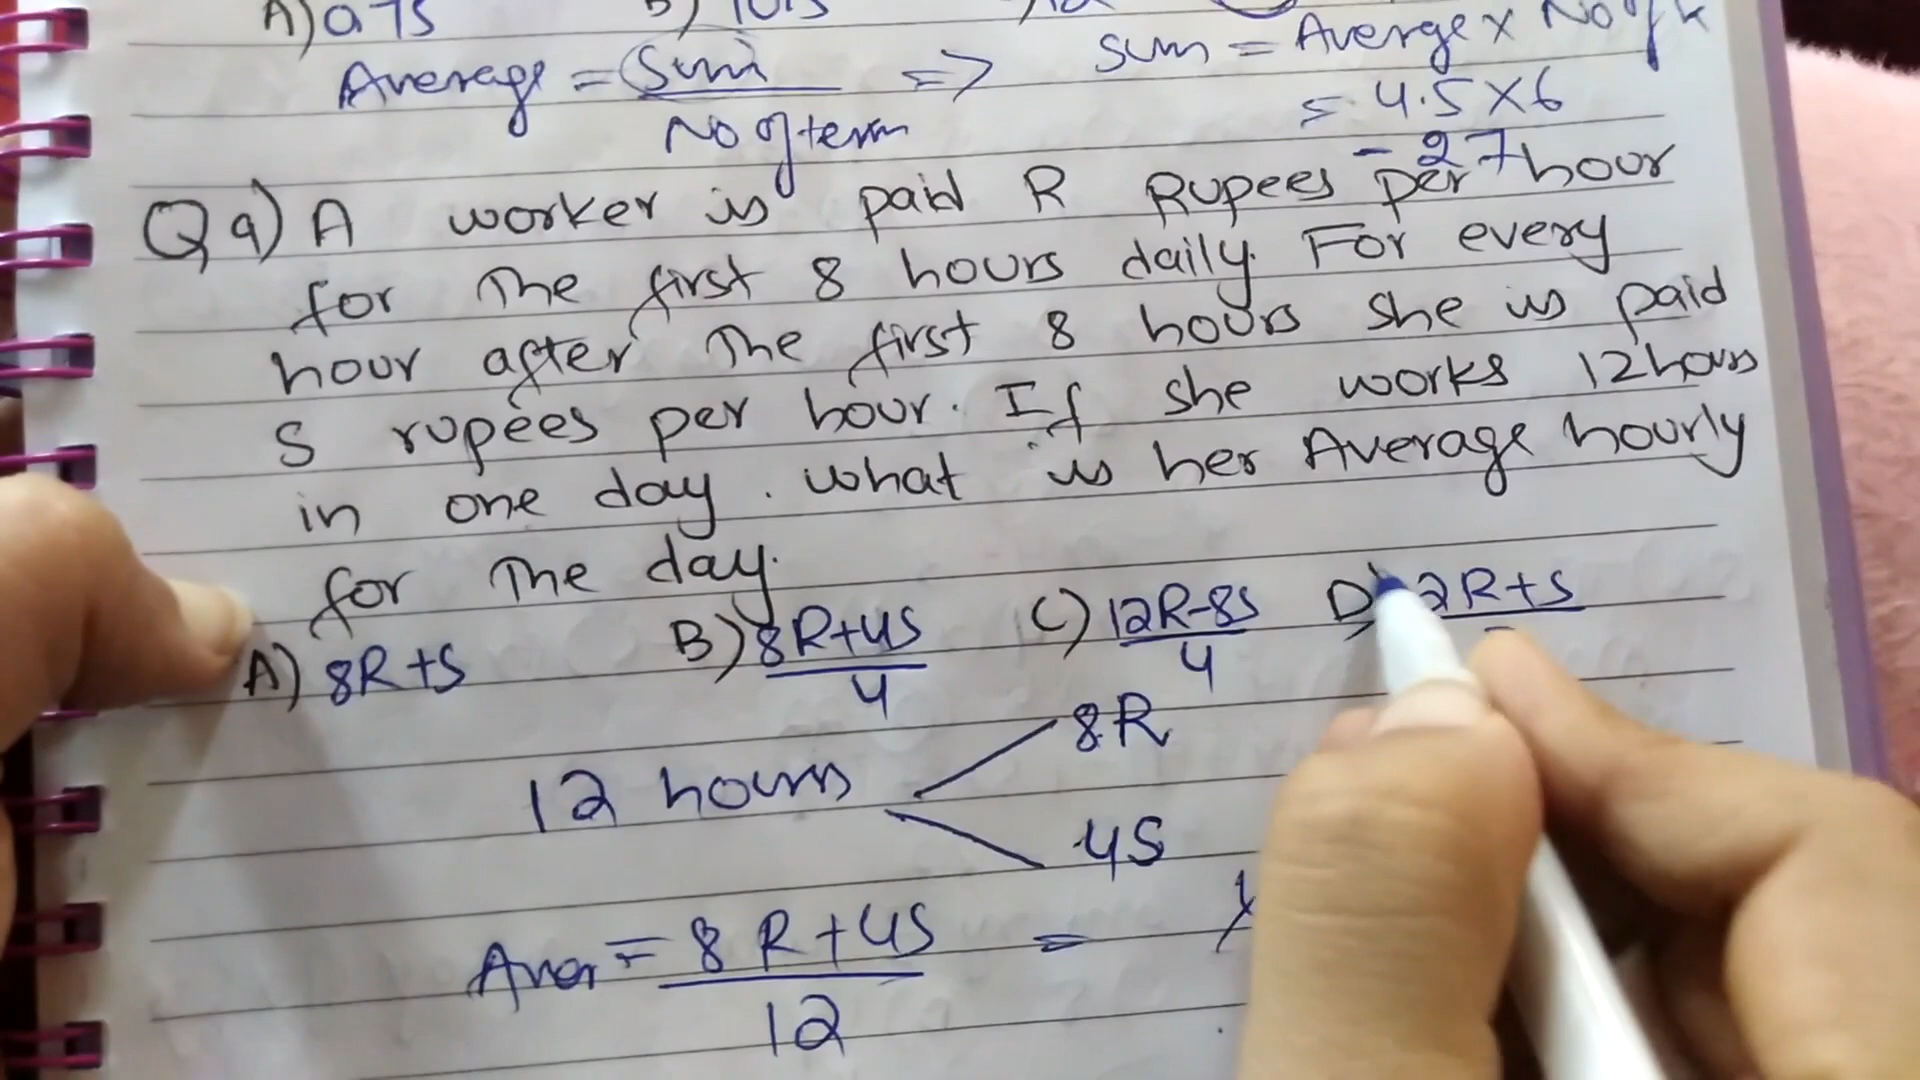 A) 075
Average = Sum => Sum = Average x No of
No of term = 4.5 x 6
= 27
Q9) A worker is paid R Rupees per hour
for The first 8 hours daily. For every
hour after The first 8 hours she is paid
S rupees per hour. If she works 12 hours
in one day. what is her Average hourly
for The day.
A) 8R+S B) 8R+4S C) 12R-8S D) 2R+S
4 4
12 hours 8R
4S
Aver = 8R+4S =
12